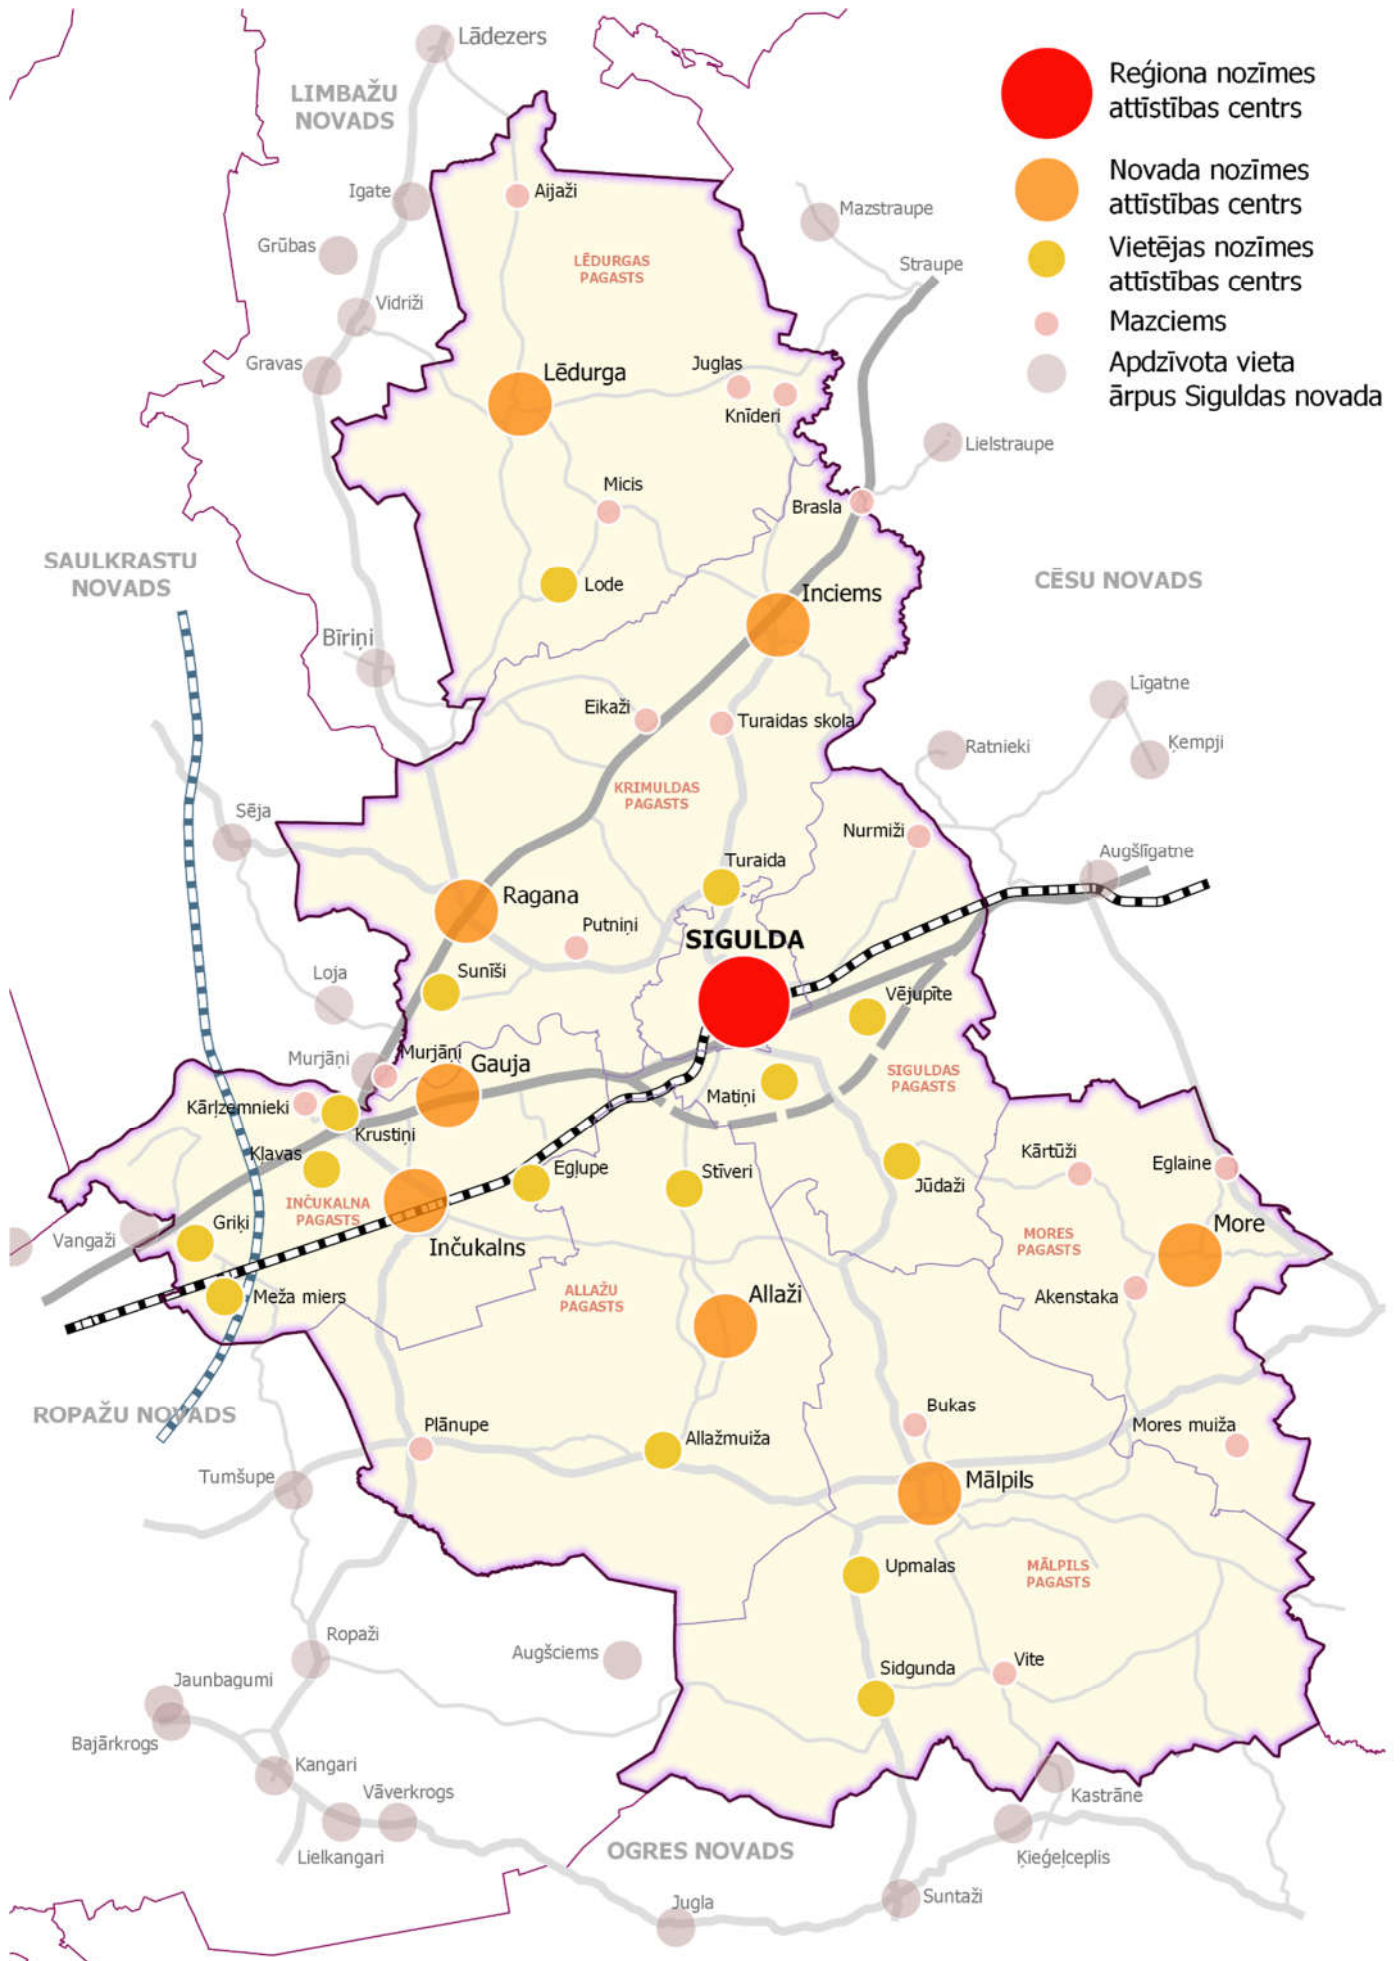 Lādezers
LIMBAŽU
NOVADS
Reģiona nozīmes
attīstības centrs
Novada nozīmes
attīstības centrs
Vietējas nozīmes
attīstības centrs
Mazciems
Apdzīvota vieta
ārpus Siguldas novada
Igate
Aijaži
Mazstraupe
Grūbas
LĒDURGAS
PAGASTS
Straupe
Vidriži
Gravas
Lēdurga
Juglas
Knīderi
Lielstraupe
Micis
Brasla
SAULKRASTU
NOVADS
Lode
Inciems
CĒSU NOVADS
Bīriņi
Līgatne
Eikaži
Turaidas skola
Ratnieki
Ķempji
KRIMULDAS
PAGASTS
Sēja
Nurmiži
Turaida
Augšlīgatne
Ragana
Putniņi
SIGULDA
Loja
Sunīši
Vējupīte
Murjāņi
Murjāņi
Gauja
SIGULDAS
PAGASTS
Matiņi
Kārļzemnieki
Krustiņi
Kļavas
Egļupe
Stīveri
Jūdaži
Kārtūži
Eglaine
INČUKALNA
PAGASTS
Griķi
Vangaži
Inčukalns
More
MORES
PAGASTS
Meža miers
ALLAŽU
PAGASTS
Allaži
Akenstaka
ROPAŽU NOVADS
Plānupe
Bukas
Allažmuiža
Mores muiža
Tumšupe
Mālpils
Upmalas
MĀLPILS
PAGASTS
Ropaži
Augšciems
Sidgunda
Vite
Jaunbagumi
Bajārkrogs
Kangari
Vāverkrogs
Kastrāne
Lielkangari
OGRES NOVADS
Ķieģeļceplis
Jugla
Suntaži